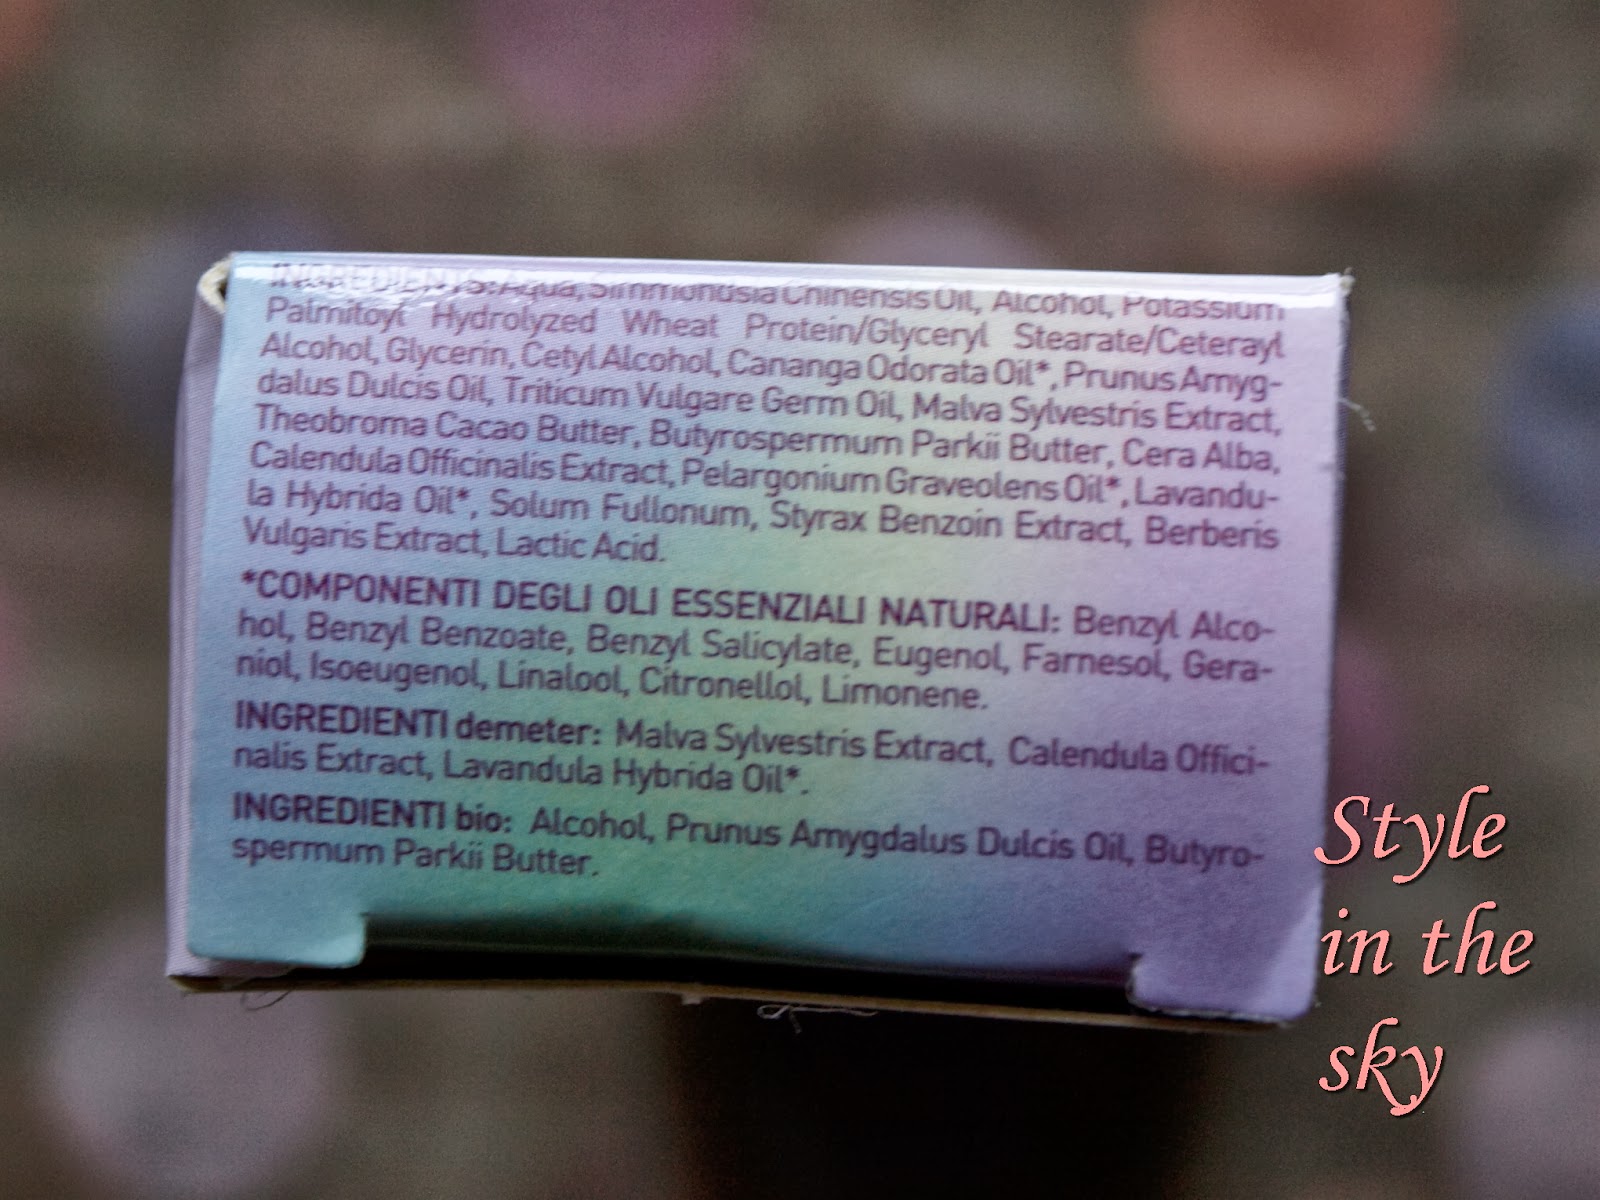 INGREDIENTS: Aqua, Simmondsia Chinensis Oil, Alcohol, Potassium
Palmitoyl Hydrolyzed Wheat Protein/Glyceryl Stearate/Ceterayl
Alcohol, Glycerin, Cetyl Alcohol, Cananga Odorata Oil*, Prunus Amyg-
dalus Dulcis Oil, Triticum Vulgare Germ Oil, Malva Sylvestris Extract,
Theobroma Cacao Butter, Butyrospermum Parkii Butter, Cera Alba,
Calendula Officinalis Extract, Pelargonium Graveolens Oil*, Lavandu-
la Hybrida Oil*, Solum Fullonum, Styrax Benzoin Extract, Berberis
Vulgaris Extract, Lactic Acid.
*COMPONENTI DEGLI OLI ESSENZIALI NATURALI: Benzyl Alco-
hol, Benzyl Benzoate, Benzyl Salicylate, Eugenol, Farnesol, Gera-
niol, Isoeugenol, Linalool, Citronellol, Limonene.
INGREDIENTI demeter: Malva Sylvestris Extract, Calendula Offici-
nalis Extract, Lavandula Hybrida Oil*.
INGREDIENTI bio: Alcohol, Prunus Amygdalus Dulcis Oil, Butyro-
spermum Parkii Butter.
Style
in the
sky